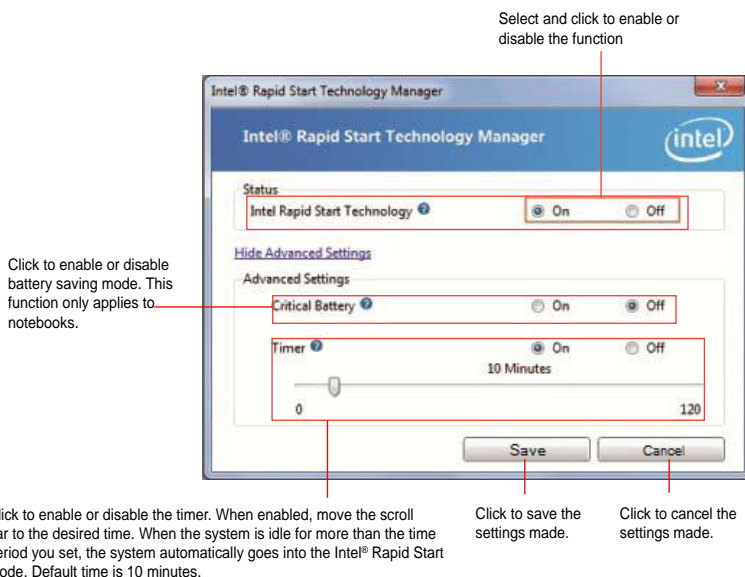 Select and click to enable or
disable the function
Intel® Rapid Start Technology Manager
Intel® Rapid Start Technology Manager
intel
Status
Intel Rapid Start Technology ? On Off
Hide Advanced Settings
Advanced Settings
Click to enable or disable
battery saving mode. This
function only applies to
notebooks.
Critical Battery ? On Off
Timer ? On Off
10 Minutes
0 120
Save Cancel
lick to enable or disable the timer. When enabled, move the scroll
ar to the desired time. When the system is idle for more than the time
eriod you set, the system automatically goes into the Intel® Rapid Start
ode. Default time is 10 minutes.
Click to save the
settings made.
Click to cancel the
settings made.